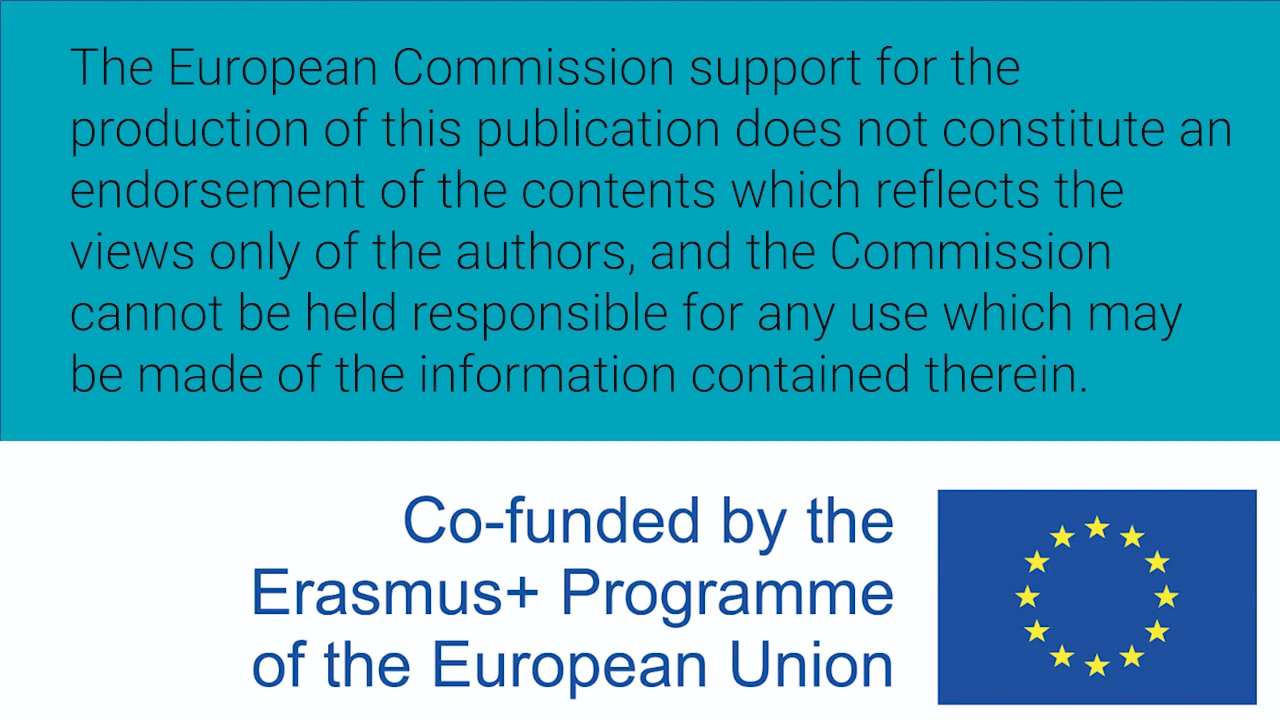 The European Commission support for the
production of this publication does not constitute an
endorsement of the contents which reflects the
views only of the authors, and the Commission
cannot be held responsible for any use which may
be made of the information contained therein.
Co-funded by the
Erasmus+ Programme
of the European Union